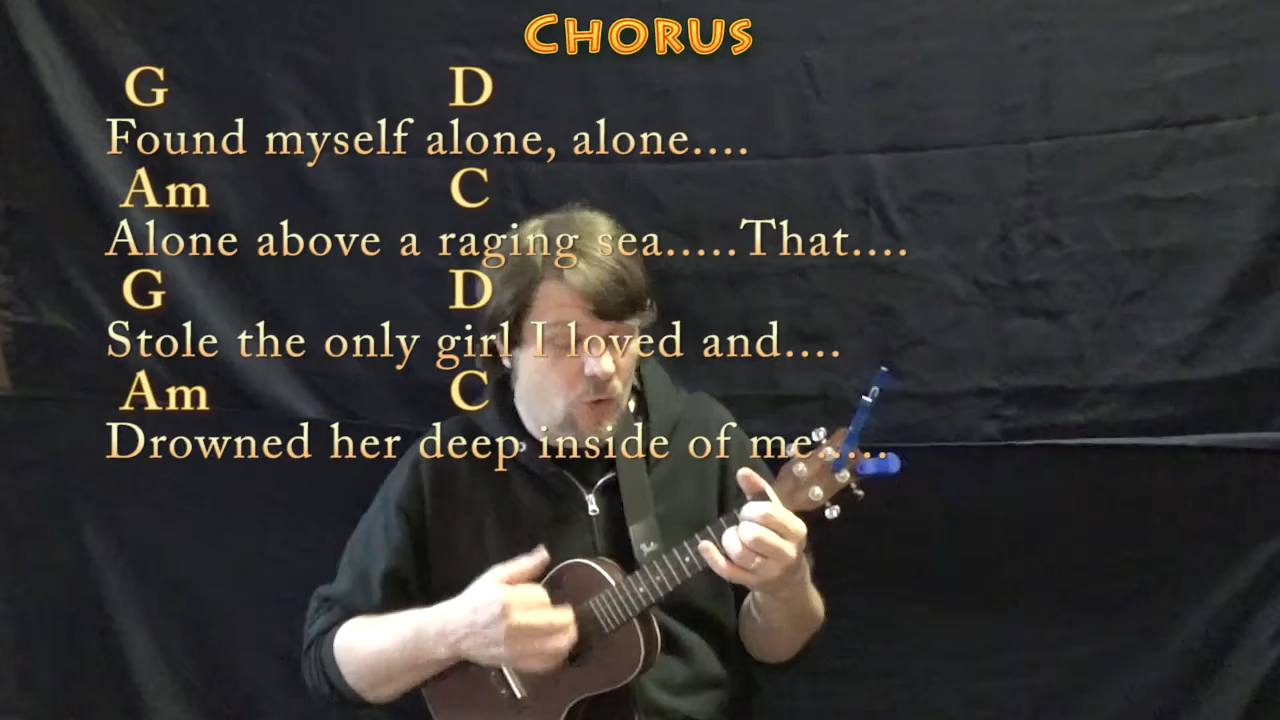 CHORUS
G D
Found myself alone, alone....
Am C
Alone above a raging sea.....That....
G D
Stole the only girl I loved and....
Am C
Drowned her deep inside of me.....